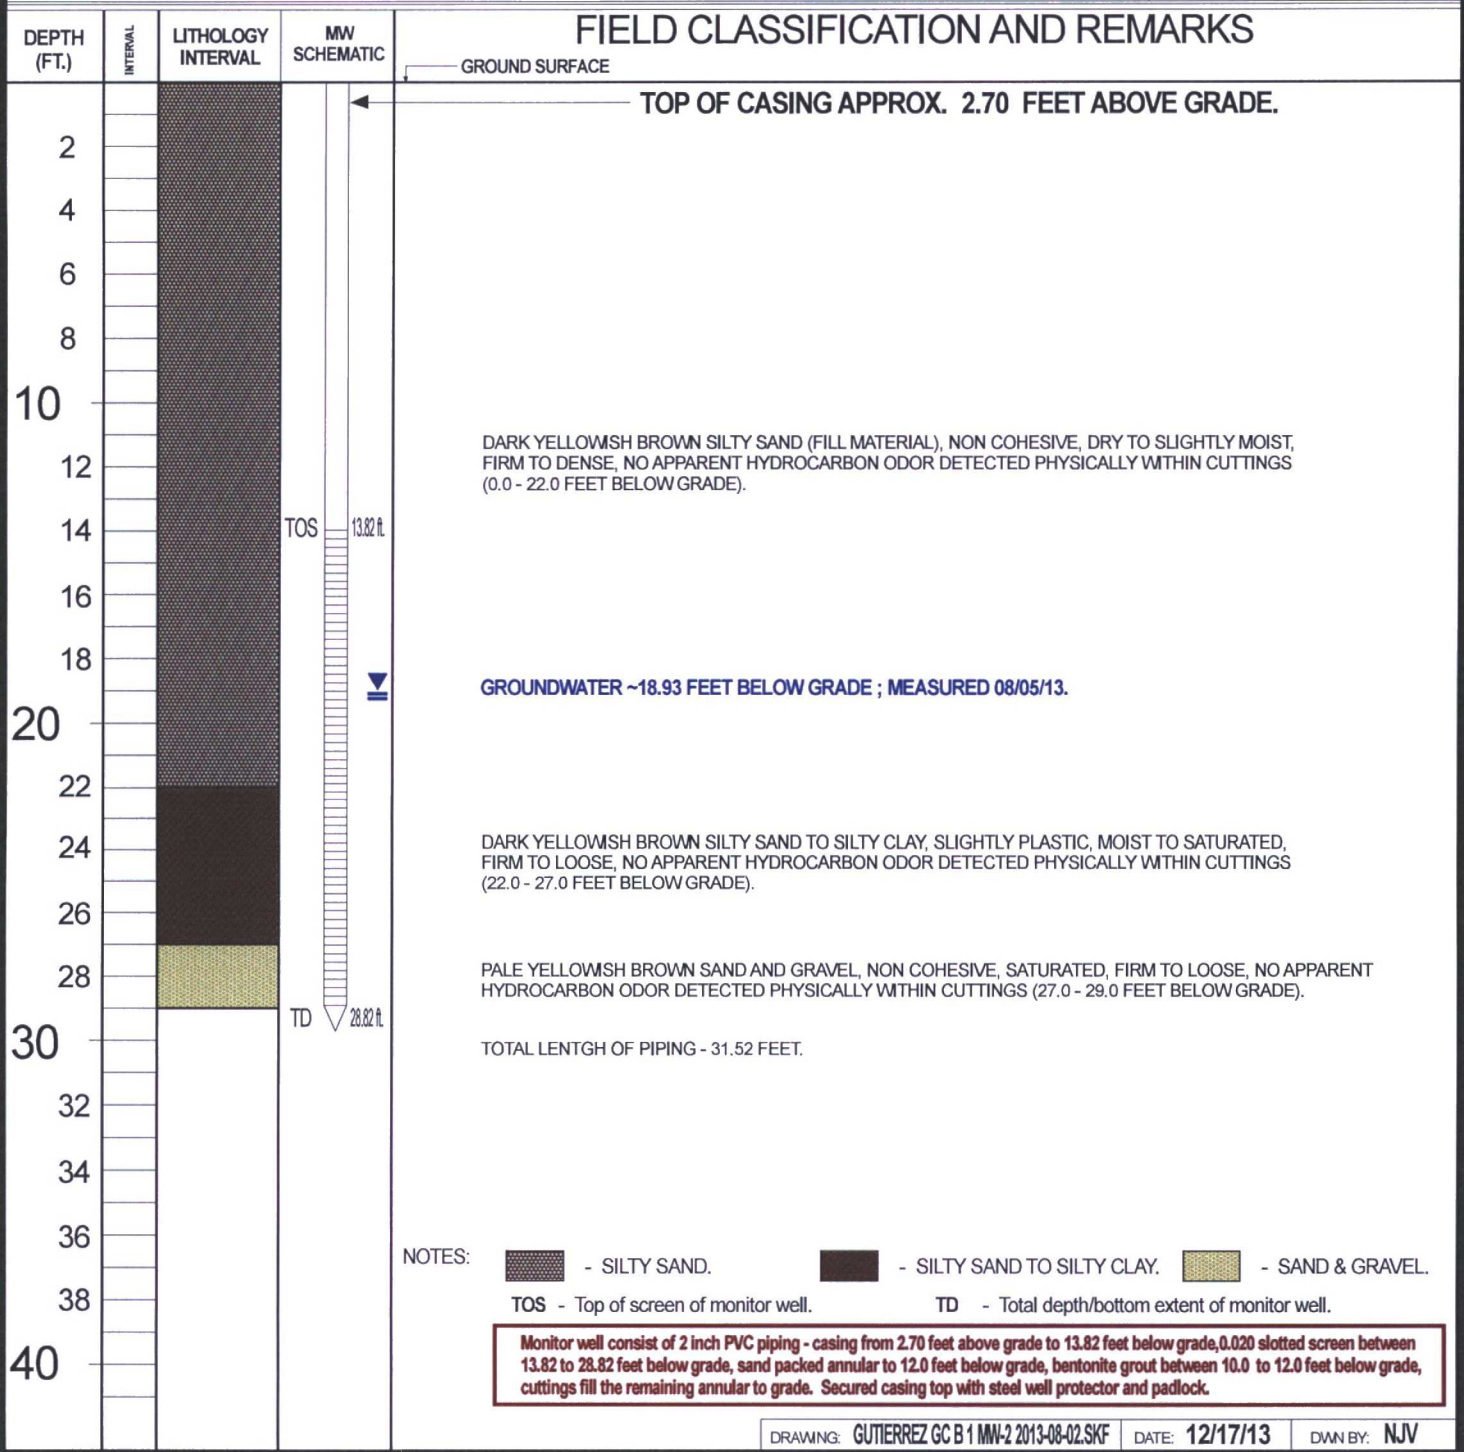 DEPTH
(FT.)
INTERVAL
LITHOLOGY
INTERVAL
MW
SCHEMATIC
FIELD CLASSIFICATION AND REMARKS
GROUND SURFACE
TOP OF CASING APPROX. 2.70 FEET ABOVE GRADE.
2
4
6
8
10
DARK YELLOWISH BROWN SILTY SAND (FILL MATERIAL), NON COHESIVE, DRY TO SLIGHTLY MOIST,
FIRM TO DENSE, NO APPARENT HYDROCARBON ODOR DETECTED PHYSICALLY WITHIN CUTTINGS
(0.0 - 22.0 FEET BELOW GRADE).
12
14
TOS 13.82 ft.
16
18
GROUNDWATER ~18.93 FEET BELOW GRADE ; MEASURED 08/05/13.
20
22
24
DARK YELLOWISH BROWN SILTY SAND TO SILTY CLAY, SLIGHTLY PLASTIC, MOIST TO SATURATED,
FIRM TO LOOSE, NO APPARENT HYDROCARBON ODOR DETECTED PHYSICALLY WITHIN CUTTINGS
(22.0 - 27.0 FEET BELOW GRADE).
26
28
PALE YELLOWISH BROWN SAND AND GRAVEL, NON COHESIVE, SATURATED, FIRM TO LOOSE, NO APPARENT
HYDROCARBON ODOR DETECTED PHYSICALLY WITHIN CUTTINGS (27.0 - 29.0 FEET BELOW GRADE).
TD 28.82 ft.
30
TOTAL LENTGH OF PIPING - 31.52 FEET.
32
34
36
38
40
NOTES:
- SILTY SAND.
- SILTY SAND TO SILTY CLAY.
- SAND & GRAVEL.
TOS - Top of screen of monitor well.
TD - Total depth/bottom extent of monitor well.
Monitor well consist of 2 inch PVC piping - casing from 2.70 feet above grade to 13.82 feet below grade,0.020 slotted screen between
13.82 to 28.82 feet below grade, sand packed annular to 12.0 feet below grade, bentonite grout between 10.0 to 12.0 feet below grade,
cuttings fill the remaining annular to grade. Secured casing top with steel well protector and padlock.
DRAWING: GUTIERREZ GC B 1 MW-2 2013-08-02.SKF
DATE: 12/17/13
DWN BY: NJV